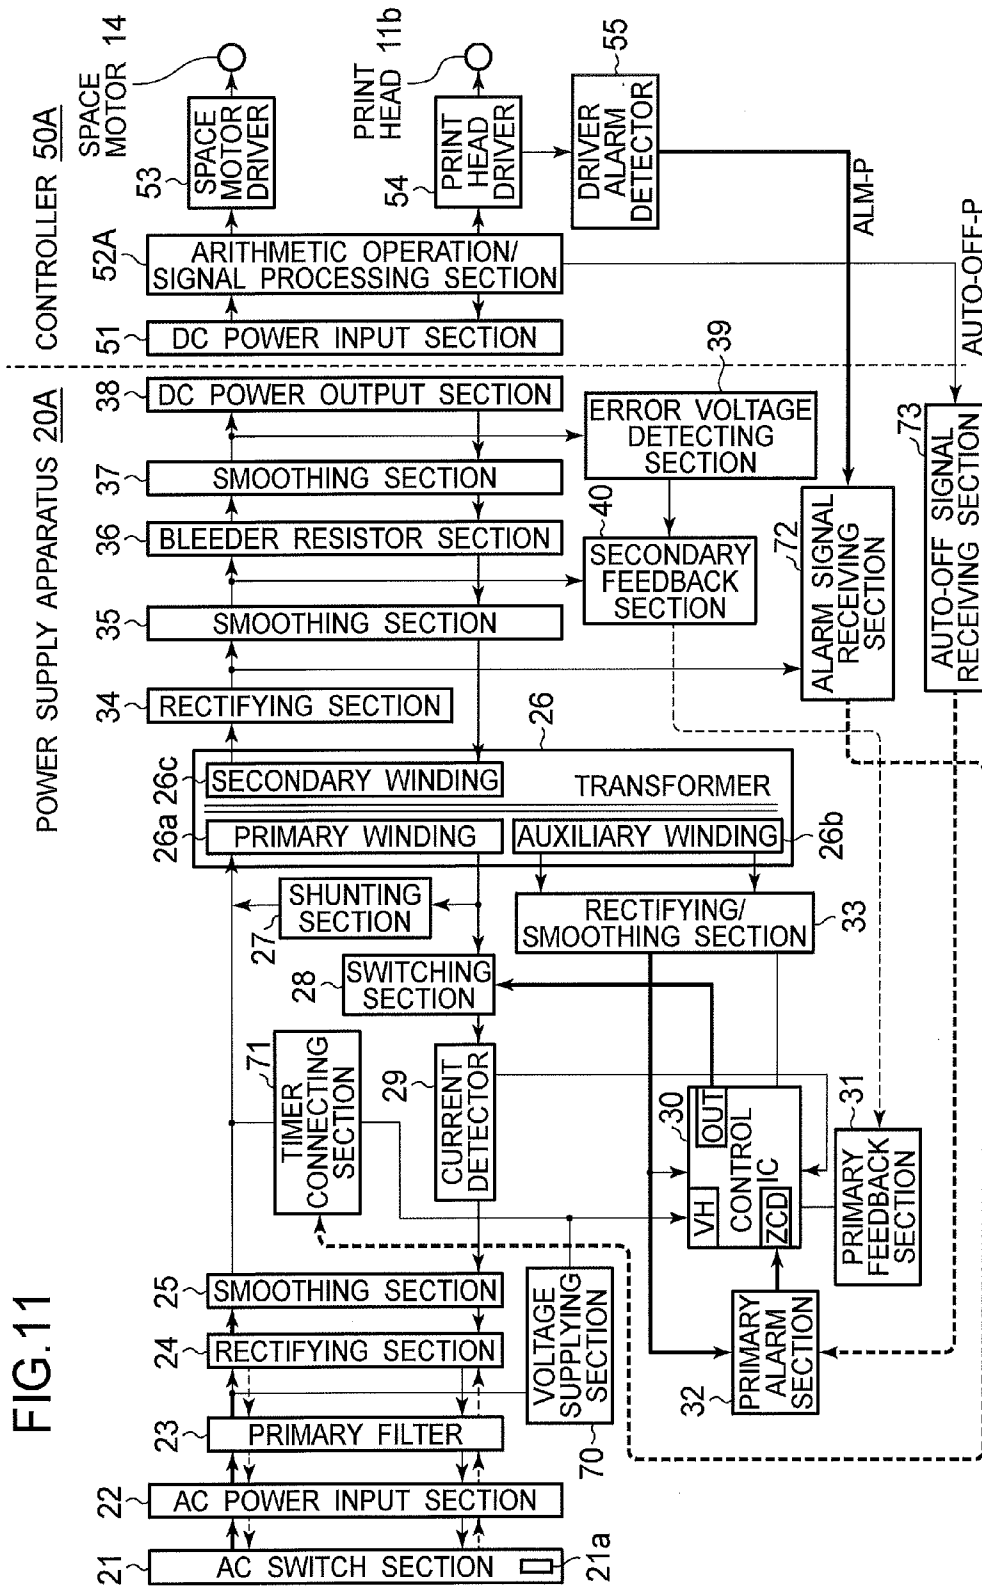 FIG.11
POWER SUPPLY APPARATUS 20A
CONTROLLER 50A
21
AC SWITCH SECTION
21a
22
AC POWER INPUT SECTION
23
PRIMARY FILTER
24
RECTIFYING SECTION
25
SMOOTHING SECTION
70
VOLTAGE
SUPPLYING
SECTION
71
TIMER
CONNECTING
SECTION
27
SHUNTING
SECTION
28
SWITCHING
SECTION
29
CURRENT
DETECTOR
30
CONTROL
IC
VH
OUT
ZCD
31
PRIMARY
FEEDBACK
SECTION
32
PRIMARY
ALARM
SECTION
33
RECTIFYING/
SMOOTHING SECTION
26
TRANSFORMER
26a
PRIMARY WINDING
26b
AUXILIARY WINDING
26c
SECONDARY WINDING
34
RECTIFYING SECTION
35
SMOOTHING SECTION
36
BLEEDER RESISTOR SECTION
37
SMOOTHING SECTION
38
DC POWER OUTPUT SECTION
39
ERROR VOLTAGE
DETECTING
SECTION
40
SECONDARY
FEEDBACK
SECTION
72
ALARM SIGNAL
RECEIVING
SECTION
73
AUTO-OFF SIGNAL
RECEIVING SECTION
51
DC POWER INPUT SECTION
52A
ARITHMETIC OPERATION/
SIGNAL PROCESSING SECTION
53
SPACE
MOTOR
DRIVER
SPACE
MOTOR 14
54
PRINT
HEAD
DRIVER
PRINT
HEAD 11b
55
DRIVER
ALARM
DETECTOR
ALM-P
AUTO-OFF-P